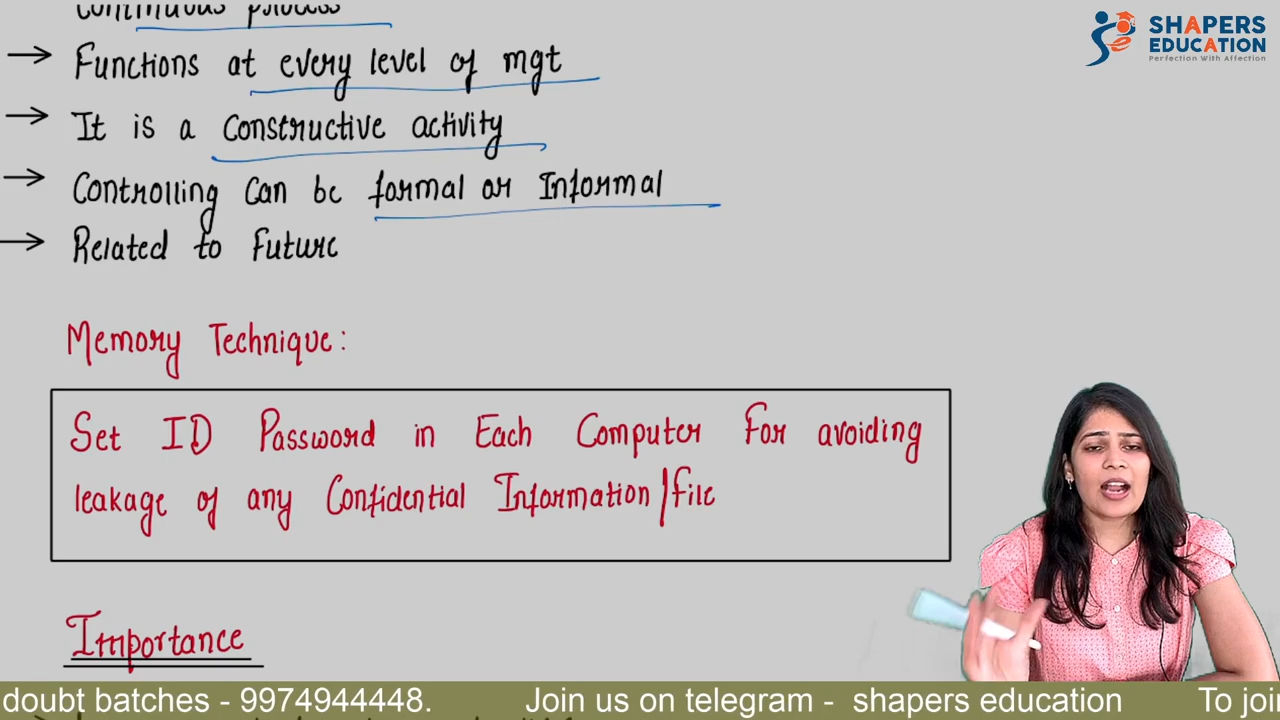 Continuous process
SHAPERS
EDUCATION
Perfection With Affection
→ Functions at every level of mgt
→ It is a constructive activity
→ Controlling can be formal or Informal
→ Related to Future
Memory Technique:
Set ID Password in Each Computer For avoiding
leakage of any Confidential Information/file
Importance
doubt batches - 9974944448. Join us on telegram - shapers education To joi